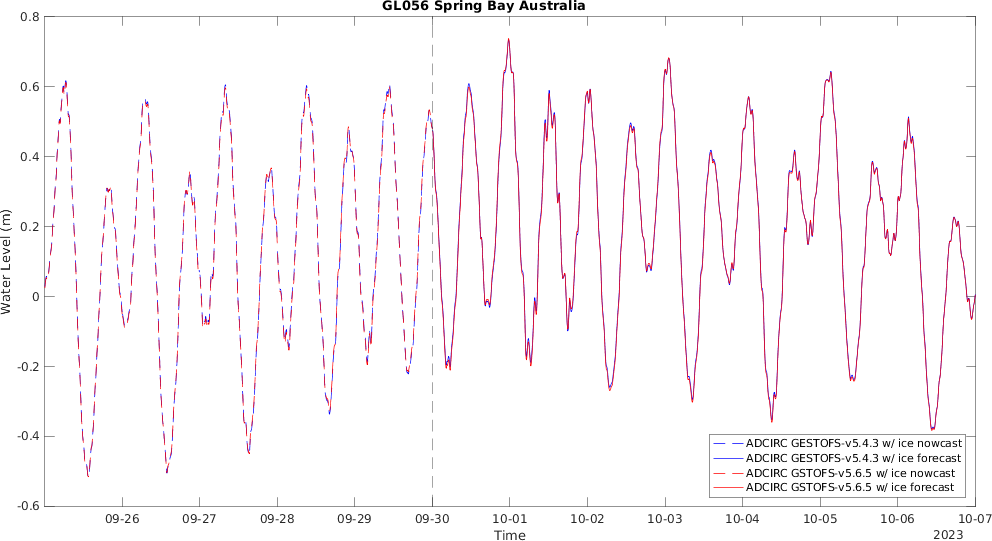 GL056 Spring Bay Australia
0.8
0.6
0.4
0.2
0
-0.2
-0.4
-0.6
Water Level (m)
ADCIRC GESTOFS-v5.4.3 w/ ice nowcast
ADCIRC GESTOFS-v5.4.3 w/ ice forecast
ADCIRC GSTOFS-v5.6.5 w/ ice nowcast
ADCIRC GSTOFS-v5.6.5 w/ ice forecast
09-26 09-27 09-28 09-29 09-30 10-01 10-02 10-03 10-04 10-05 10-06 10-07
Time
2023